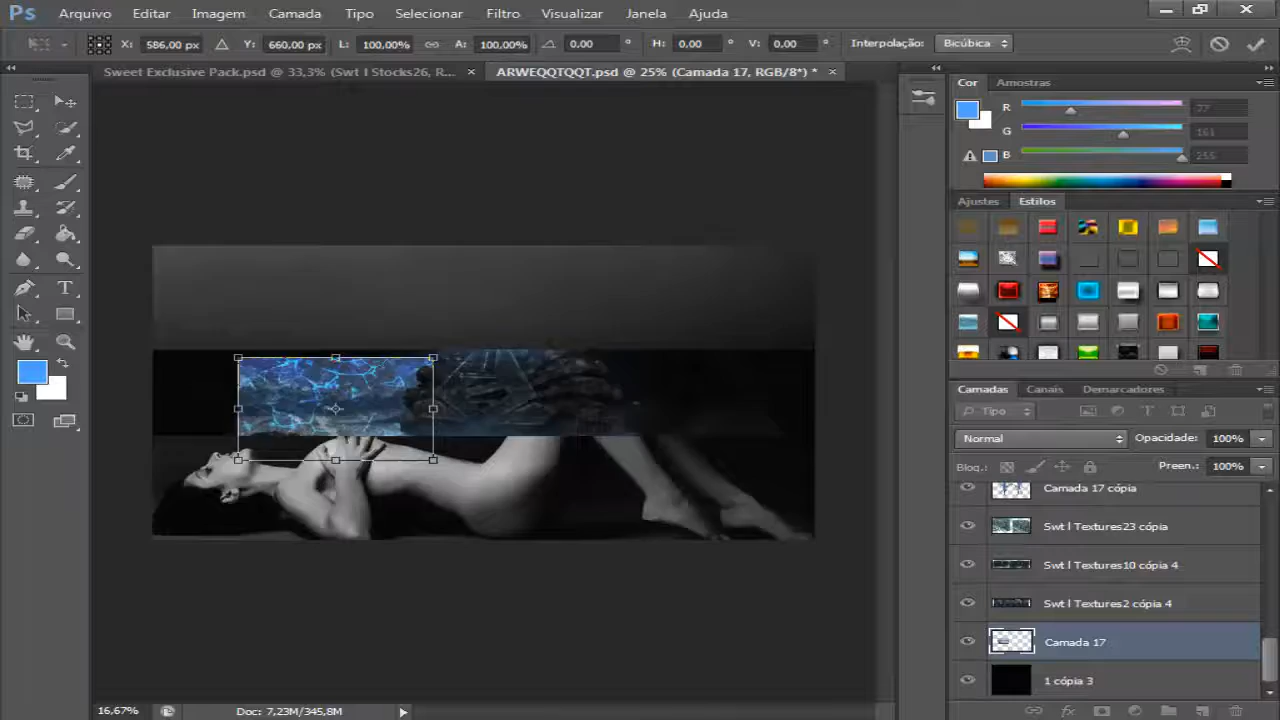 Ps Arquivo Editar Imagem Camada Tipo Selecionar Filtro Visualizar Janela Ajuda
X: 586,00 px Y: 660,00 px L: 100,00% A: 100,00% 0.00 ° H: 0.00 ° V: 0.00 ° Interpolação: Bicúbica
Sweet Exclusive Pack.psd @ 33,3% (Swt l Stocks26, R... × ARWEQQTQQT.psd @ 25% (Camada 17, RGB/8*) * ×
Cor Amostras
R 77
G 161
B 255
Ajustes Estilos
Camadas Canais Demarcadores
Tipo
Normal Opacidade: 100%
Bloq.: Preen.: 100%
Camada 17 cópia
Swt l Textures23 cópia
Swt l Textures10 cópia 4
Swt l Textures2 cópia 4
Camada 17
1 cópia 3
16,67% Doc: 7,23M/345,8M